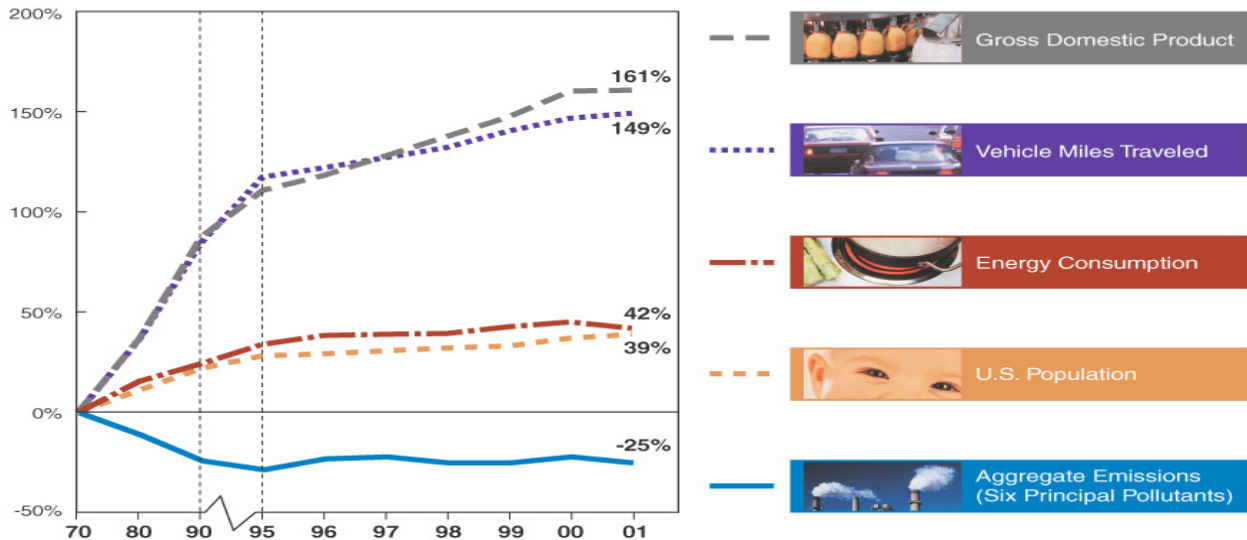 200%
150%
100%
50%
0%
-50%
161%
149%
42%
39%
-25%
70 80 90 95 96 97 98 99 00 01
Gross Domestic Product
Vehicle Miles Traveled
Energy Consumption
U.S. Population
Aggregate Emissions
(Six Principal Pollutants)